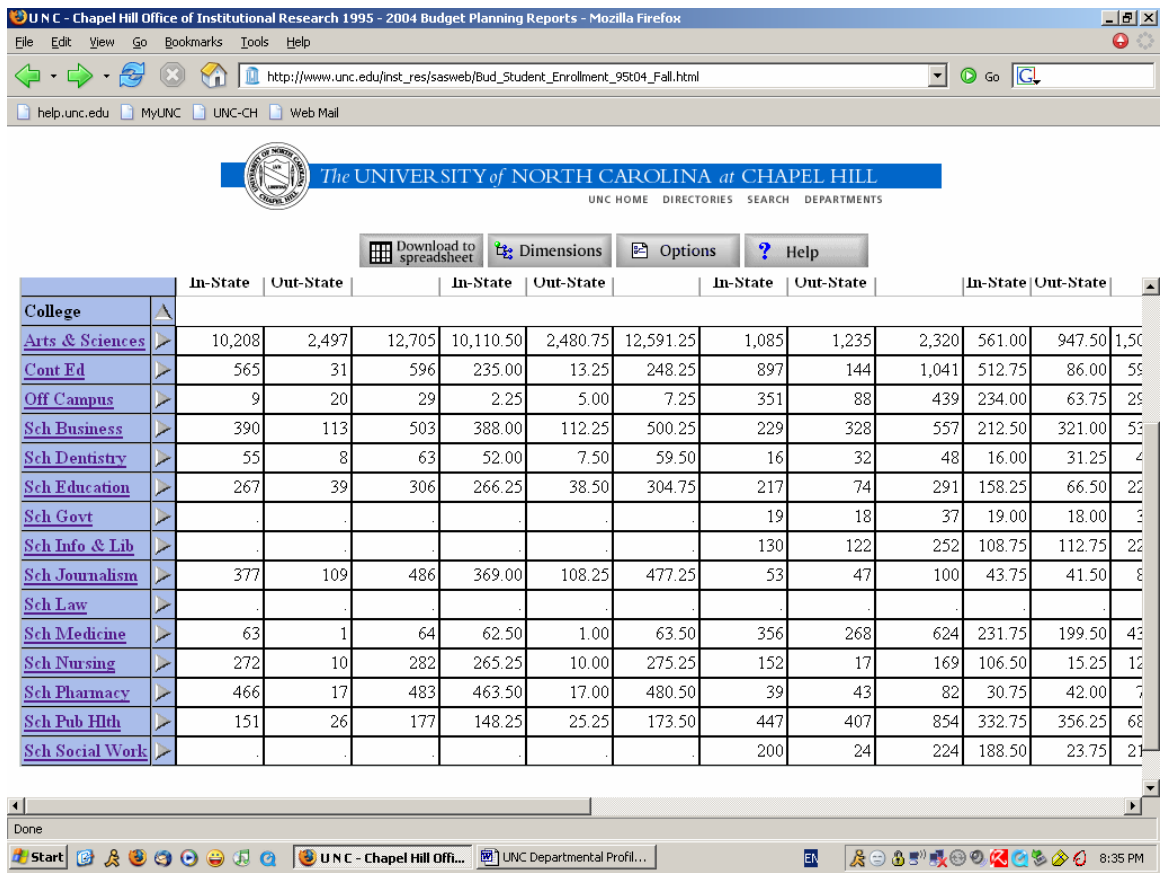 U N C - Chapel Hill Office of Institutional Research 1995 - 2004 Budget Planning Reports - Mozilla Firefox
File Edit View Go Bookmarks Tools Help
http://www.unc.edu/inst_res/sasweb/Bud_Student_Enrollment_95t04_Fall.html Go
help.unc.edu MyUNC UNC-CH Web Mail
The UNIVERSITY of NORTH CAROLINA at CHAPEL HILL
UNC HOME DIRECTORIES SEARCH DEPARTMENTS
Download to spreadsheet Dimensions Options ? Help
In-State Out-State In-State Out-State In-State Out-State In-State Out-State
College
Arts & Sciences 10,208 2,497 12,705 10,110.50 2,480.75 12,591.25 1,085 1,235 2,320 561.00 947.50 1,50
Cont Ed 565 31 596 235.00 13.25 248.25 897 144 1,041 512.75 86.00 59
Off Campus 9 20 29 2.25 5.00 7.25 351 88 439 234.00 63.75 29
Sch Business 390 113 503 388.00 112.25 500.25 229 328 557 212.50 321.00 53
Sch Dentistry 55 8 63 52.00 7.50 59.50 16 32 48 16.00 31.25
Sch Education 267 39 306 266.25 38.50 304.75 217 74 291 158.25 66.50 22
Sch Govt . . . . . . 19 18 37 19.00 18.00
Sch Info & Lib . . . . . . 130 122 252 108.75 112.75 22
Sch Journalism 377 109 486 369.00 108.25 477.25 53 47 100 43.75 41.50
Sch Law . . . . . . . . . . .
Sch Medicine 63 1 64 62.50 1.00 63.50 356 268 624 231.75 199.50 43
Sch Nursing 272 10 282 265.25 10.00 275.25 152 17 169 106.50 15.25 12
Sch Pharmacy 466 17 483 463.50 17.00 480.50 39 43 82 30.75 42.00
Sch Pub Hlth 151 26 177 148.25 25.25 173.50 447 407 854 332.75 356.25 68
Sch Social Work . . . . . . 200 24 224 188.50 23.75 21
Done
Start U N C - Chapel Hill Offi... UNC Departmental Profil... EN 8:35 PM